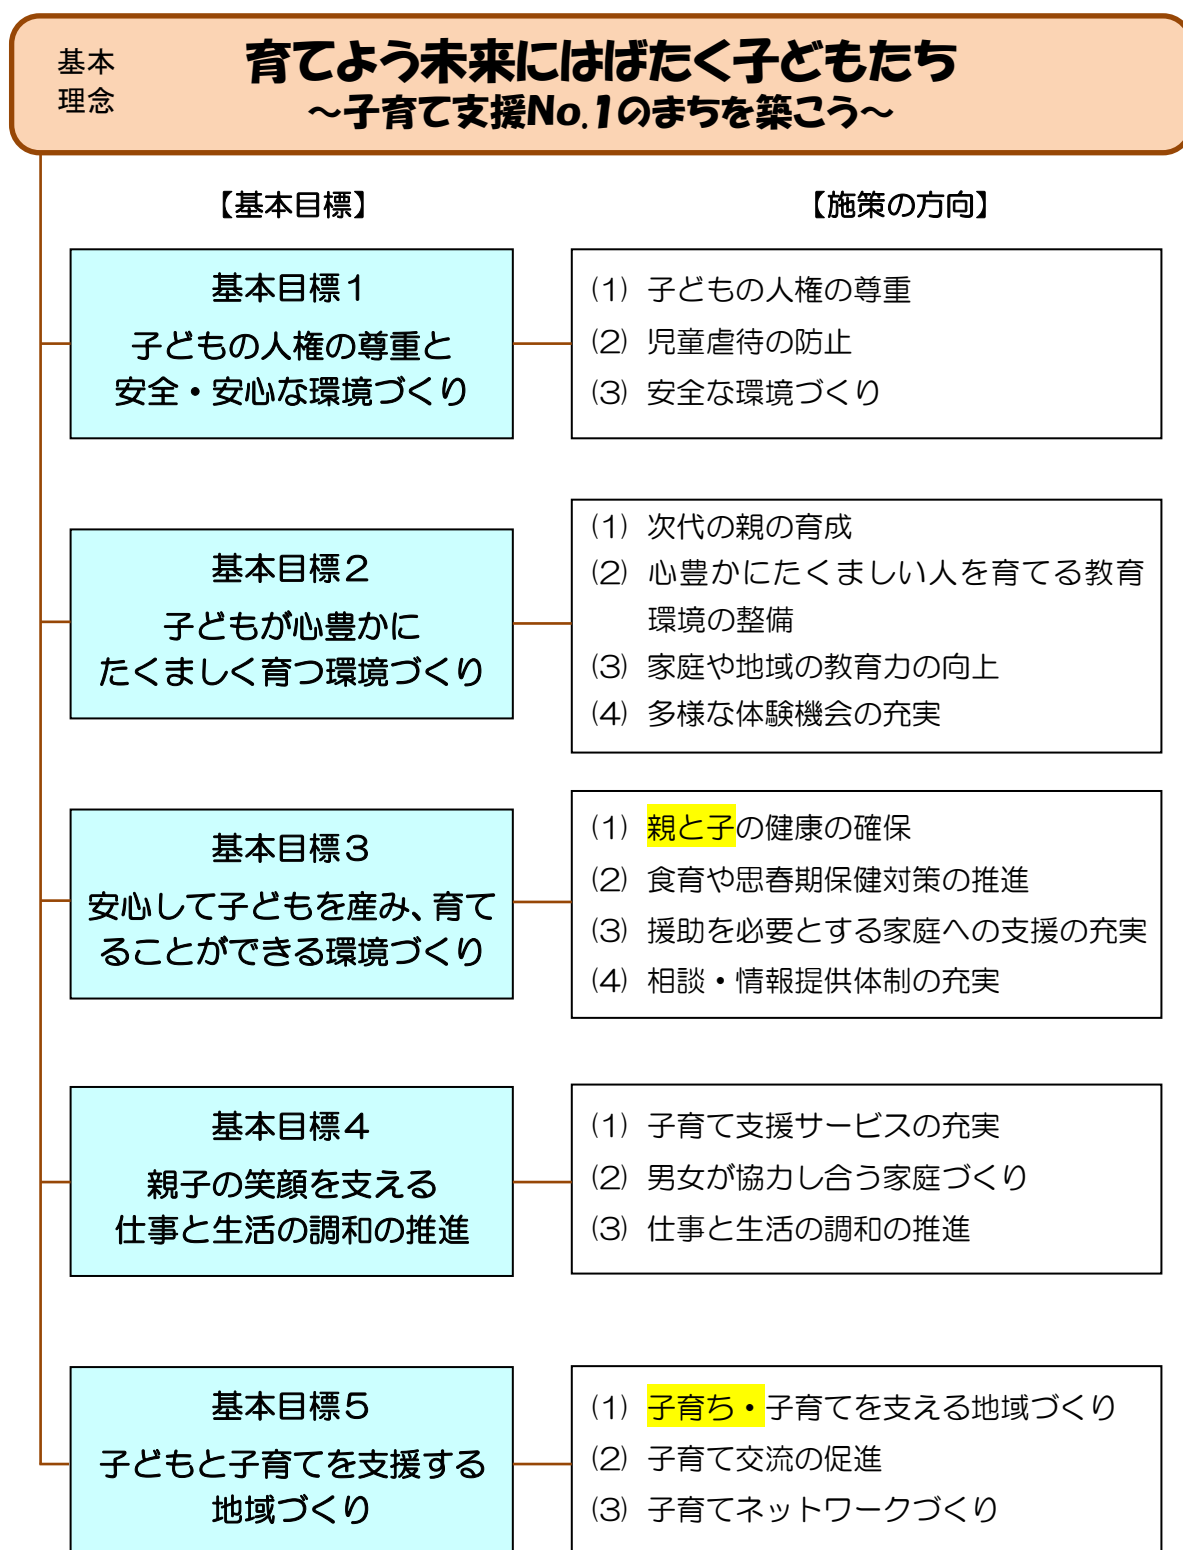 基本
理念
育てよう未来にはばたく子どもたち
～子育て支援No.1のまちを築こう～
【基本目標】
【施策の方向】
基本目標１
子どもの人権の尊重と
安全・安心な環境づくり
(1) 子どもの人権の尊重
(2) 児童虐待の防止
(3) 安全な環境づくり
基本目標２
子どもが心豊かに
たくましく育つ環境づくり
(1) 次代の親の育成
(2) 心豊かにたくましい人を育てる教育
環境の整備
(3) 家庭や地域の教育力の向上
(4) 多様な体験機会の充実
基本目標３
安心して子どもを産み、育て
ることができる環境づくり
(1) 親と子の健康の確保
(2) 食育や思春期保健対策の推進
(3) 援助を必要とする家庭への支援の充実
(4) 相談・情報提供体制の充実
基本目標４
親子の笑顔を支える
仕事と生活の調和の推進
(1) 子育て支援サービスの充実
(2) 男女が協力し合う家庭づくり
(3) 仕事と生活の調和の推進
基本目標５
子どもと子育てを支援する
地域づくり
(1) 子育ち・子育てを支える地域づくり
(2) 子育て交流の促進
(3) 子育てネットワークづくり